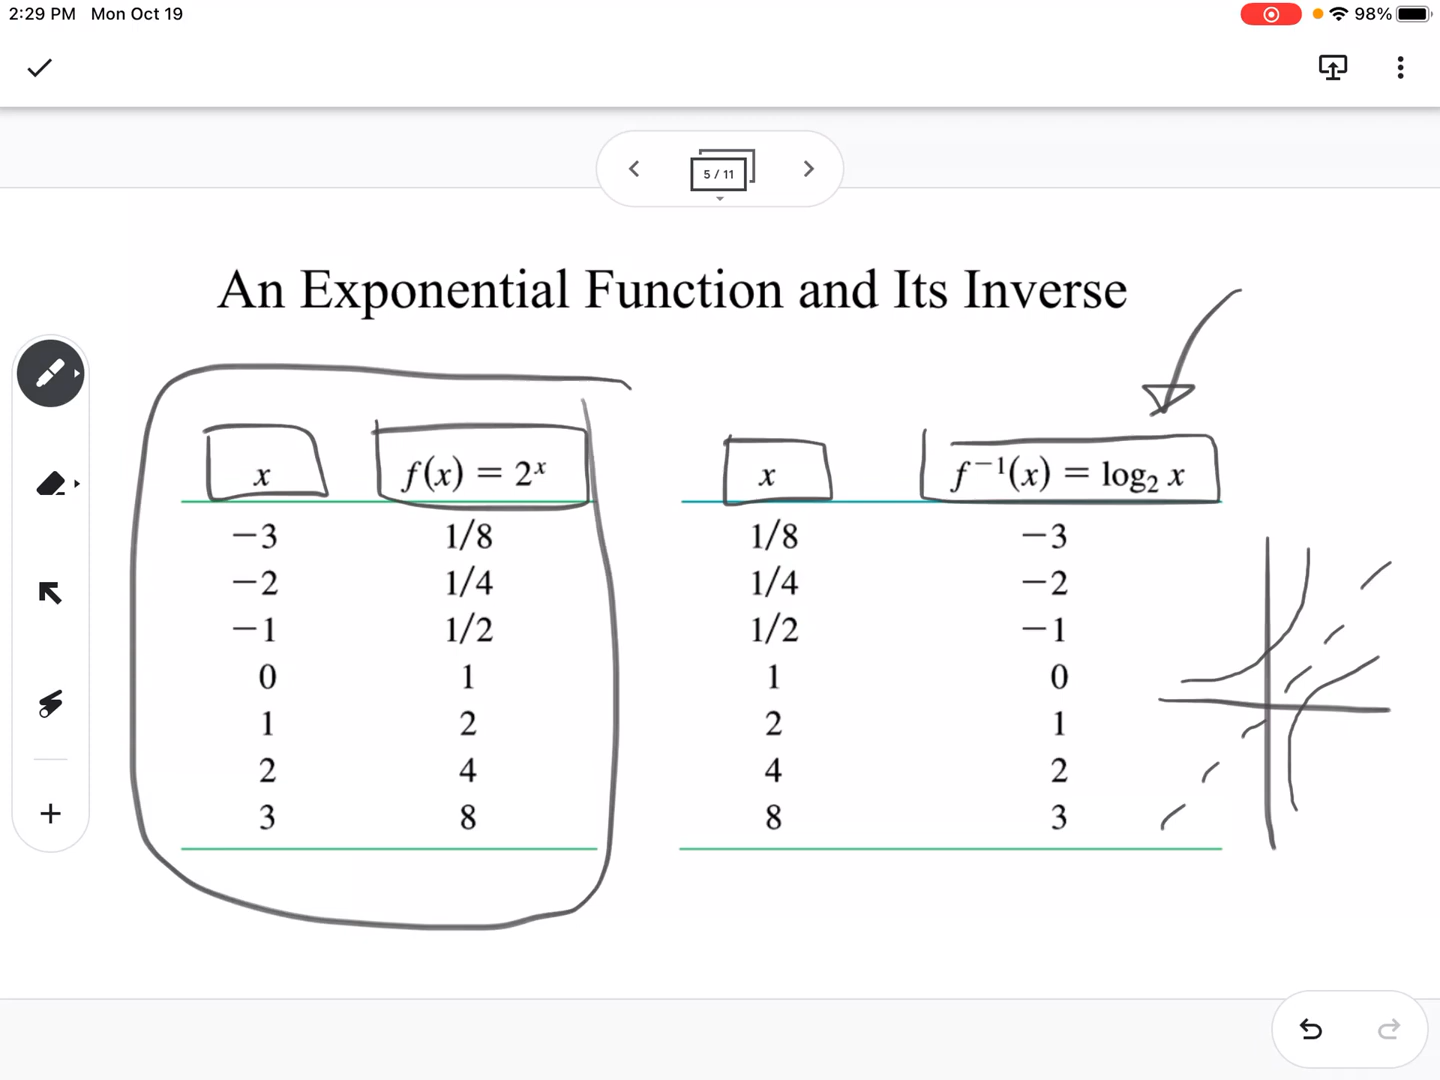 2:29 PM Mon Oct 19 98%
5 / 11
An Exponential Function and Its Inverse
x f(x) = 2ˣ x f⁻¹(x) = log₂ x
−3 1/8 1/8 −3
−2 1/4 1/4 −2
−1 1/2 1/2 −1
0 1 1 0
1 2 2 1
2 4 4 2
3 8 8 3